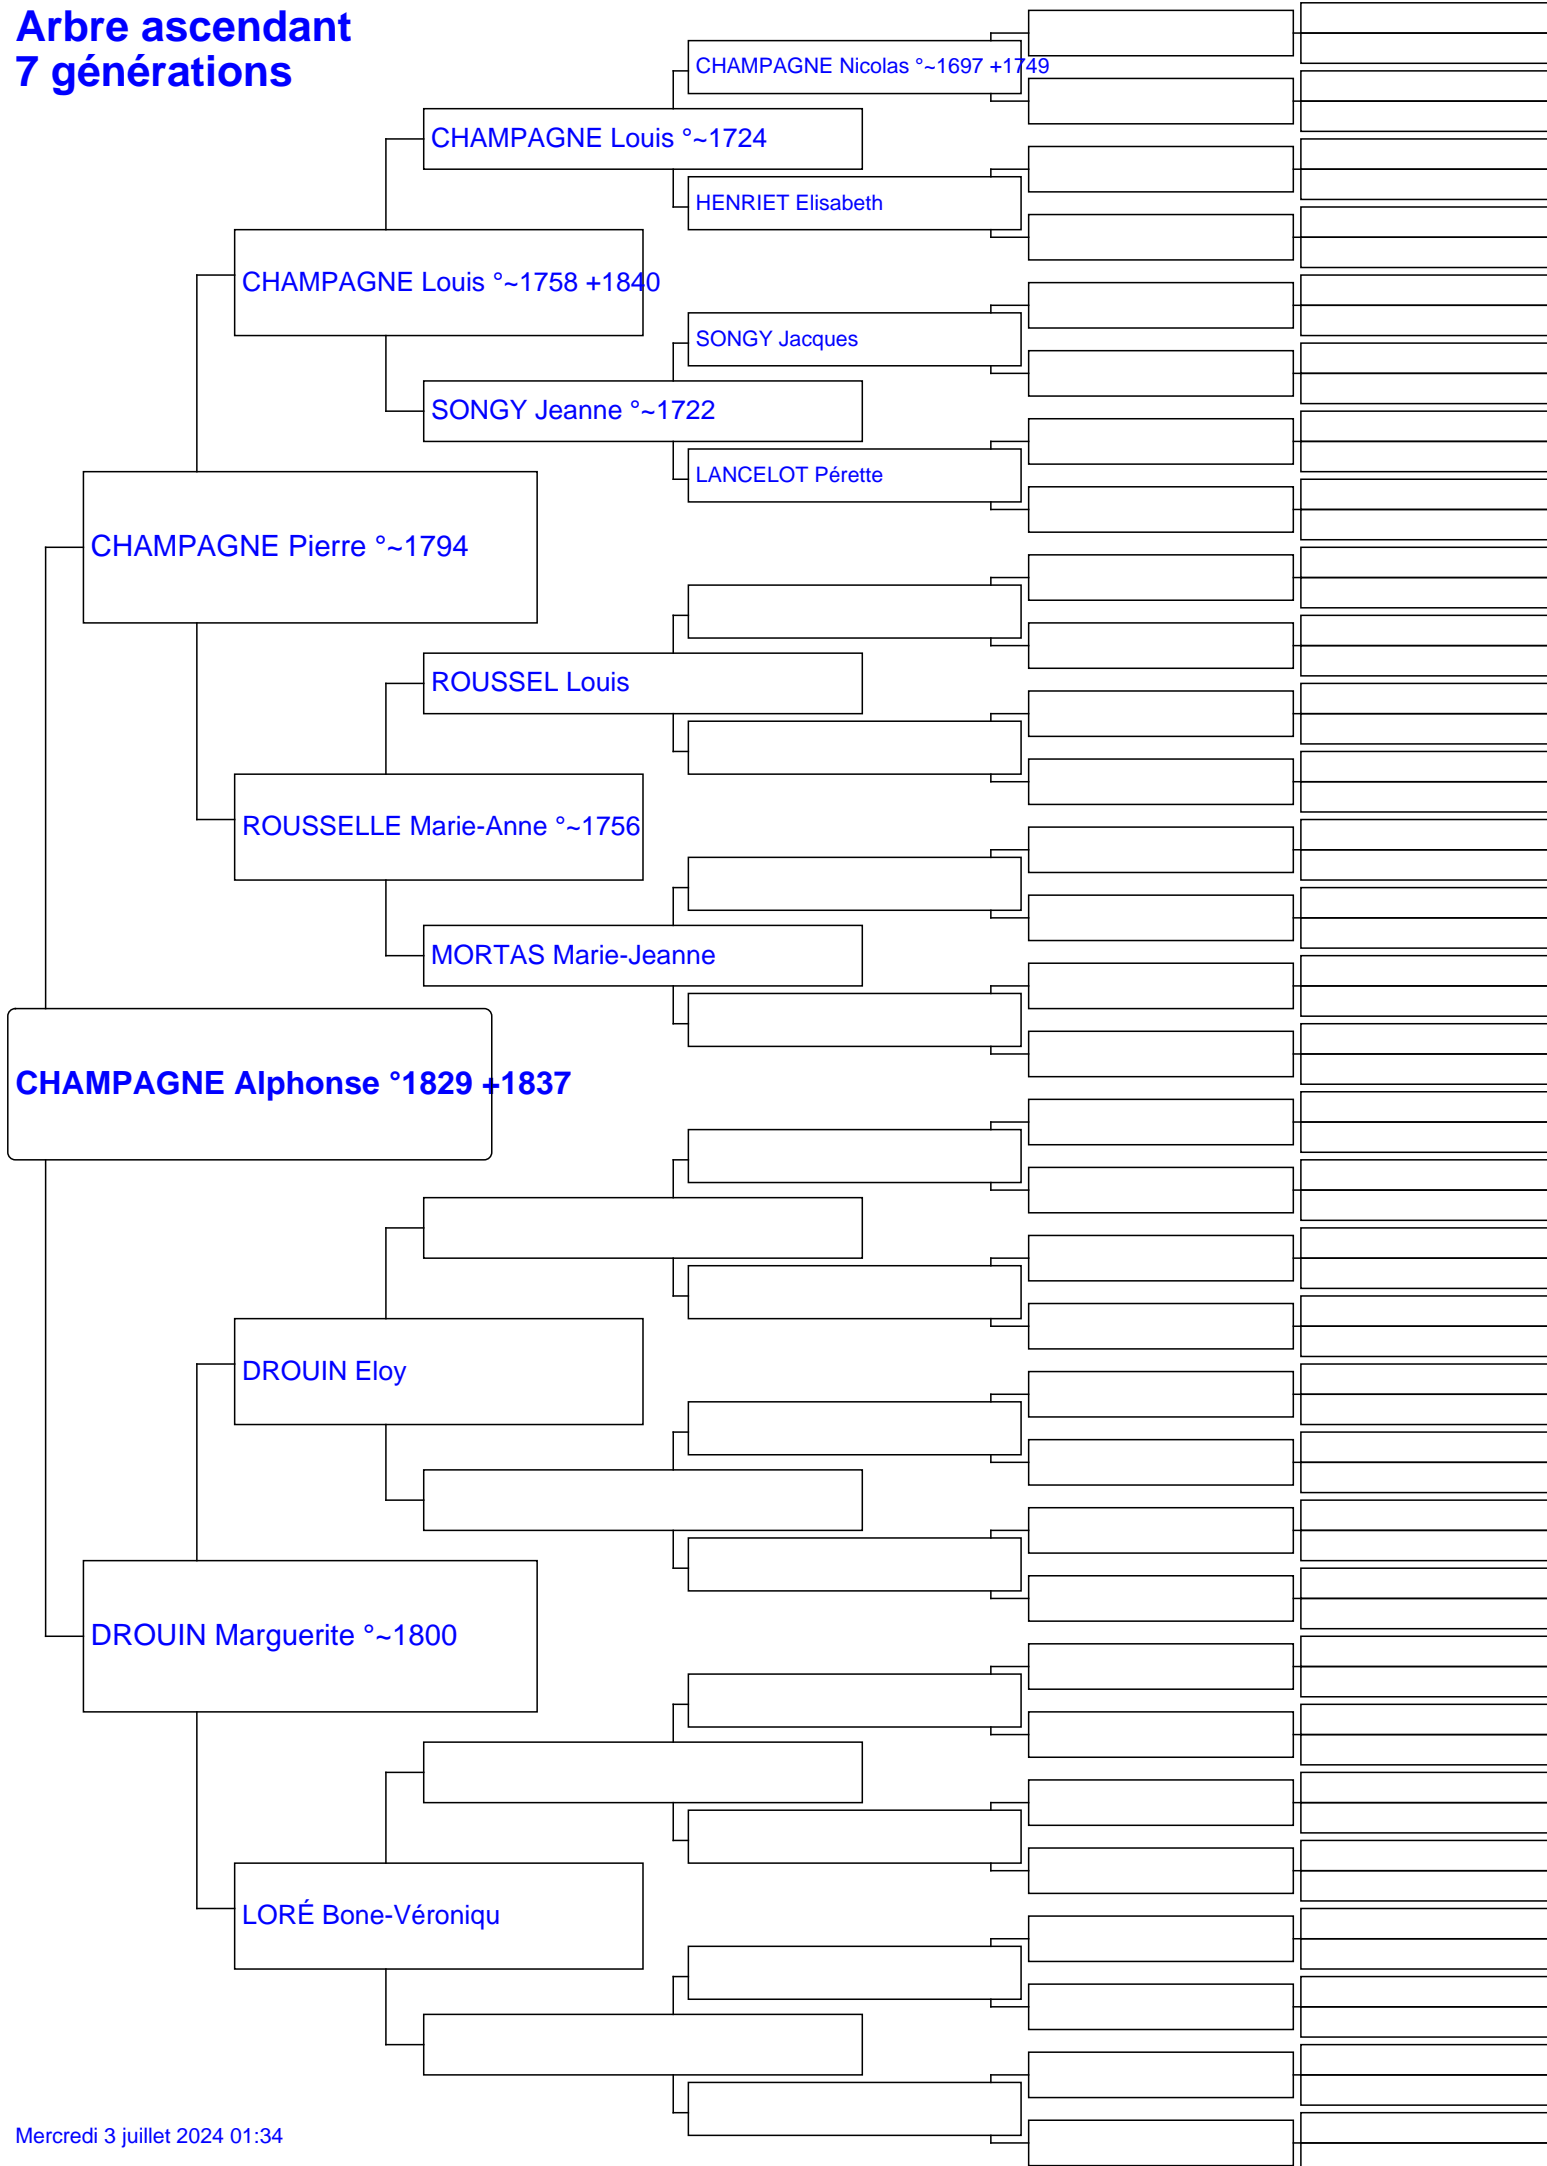 Arbre ascendant
7 générations
CHAMPAGNE Nicolas °~1697 +1749
CHAMPAGNE Louis °~1724
HENRIET Elisabeth
CHAMPAGNE Louis °~1758 +1840
SONGY Jacques
SONGY Jeanne °~1722
LANCELOT Pérette
CHAMPAGNE Pierre °~1794
ROUSSEL Louis
ROUSSELLE Marie-Anne °~1756
MORTAS Marie-Jeanne
CHAMPAGNE Alphonse °1829 +1837
DROUIN Eloy
DROUIN Marguerite °~1800
LORÉ Bone-Véroniqu
Mercredi 3 juillet 2024 01:34